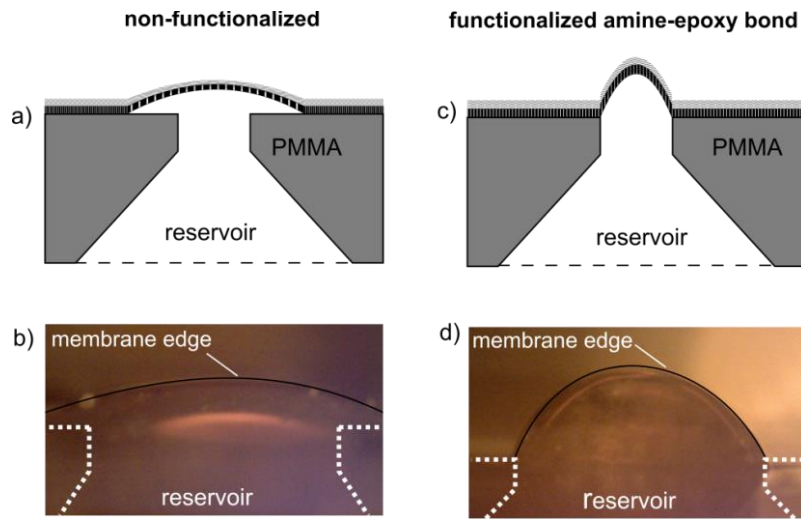 non-functionalized
functionalized amine-epoxy bond
a)
PMMA
reservoir
c)
PMMA
reservoir
b)
membrane edge
reservoir
d)
membrane edge
reservoir